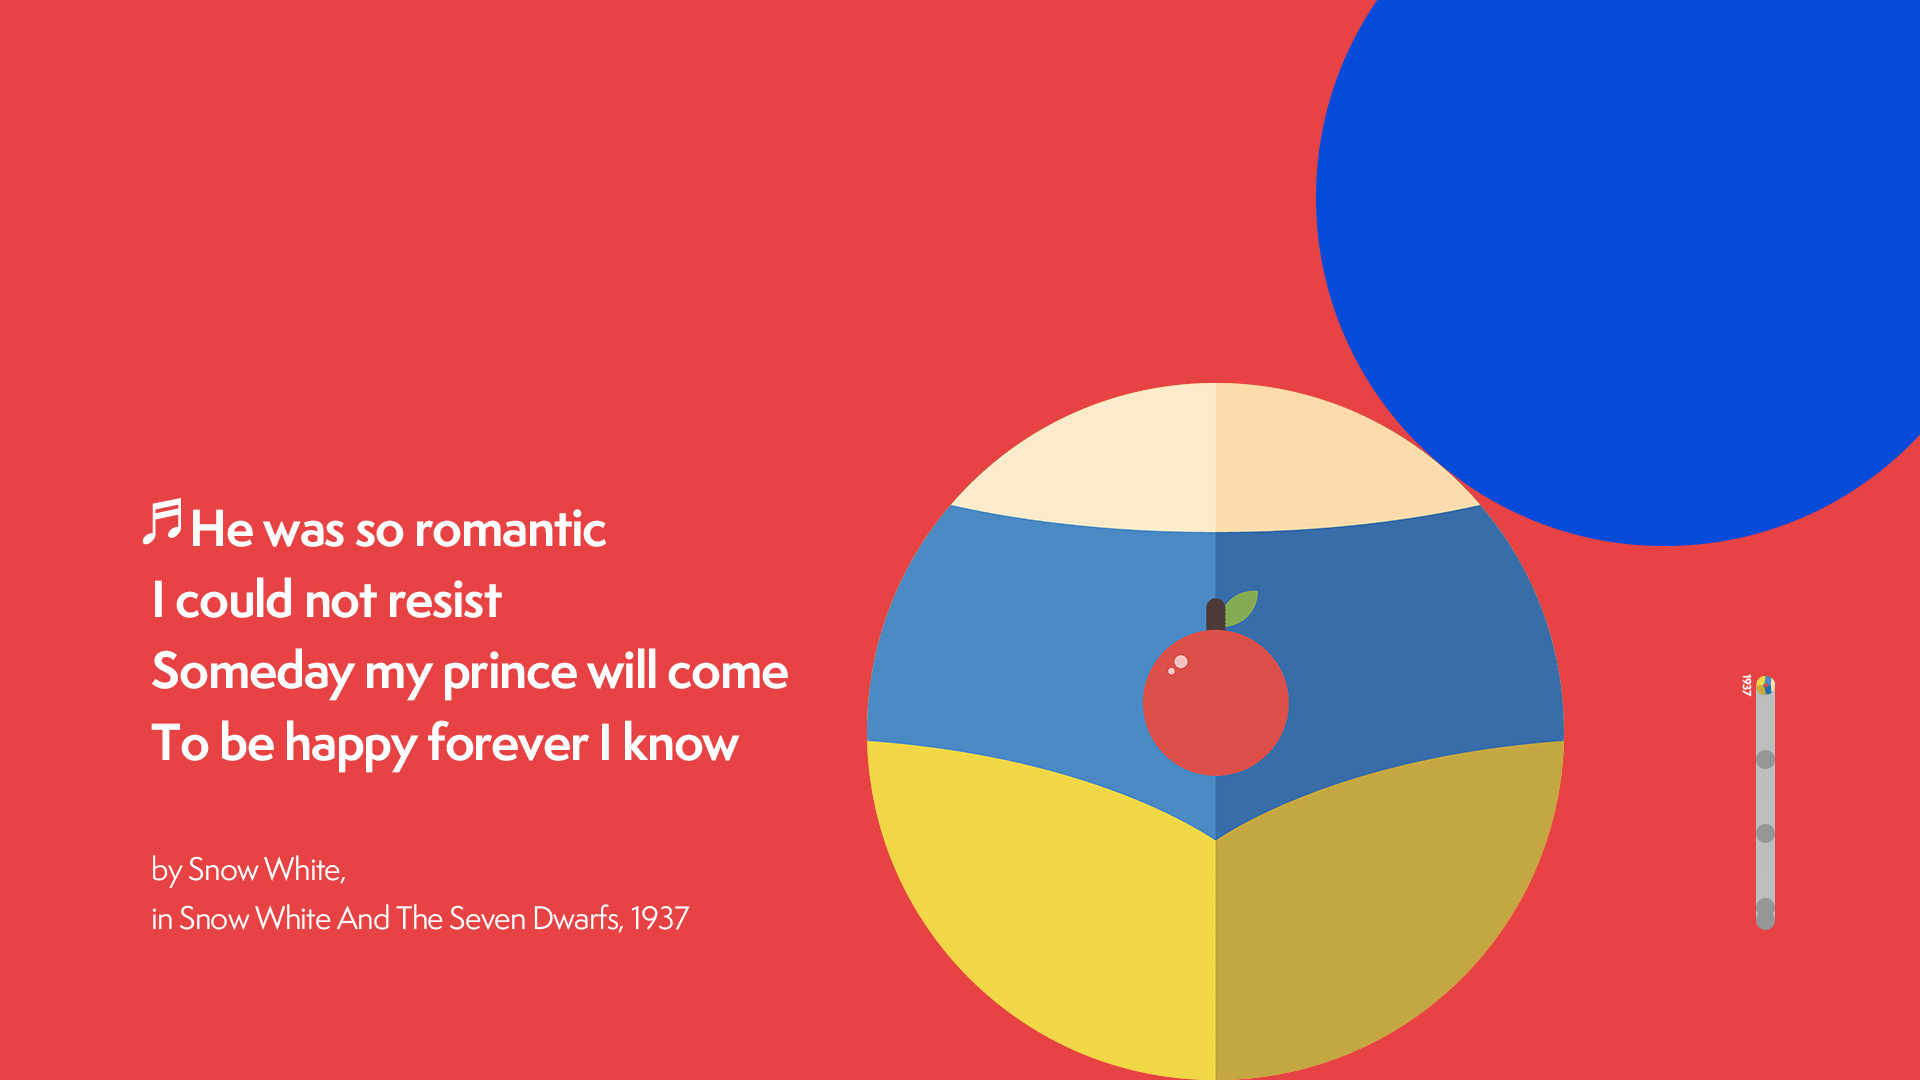 He was so romantic
I could not resist
Someday my prince will come
To be happy forever I know
by Snow White,
in Snow White And The Seven Dwarfs, 1937
1937